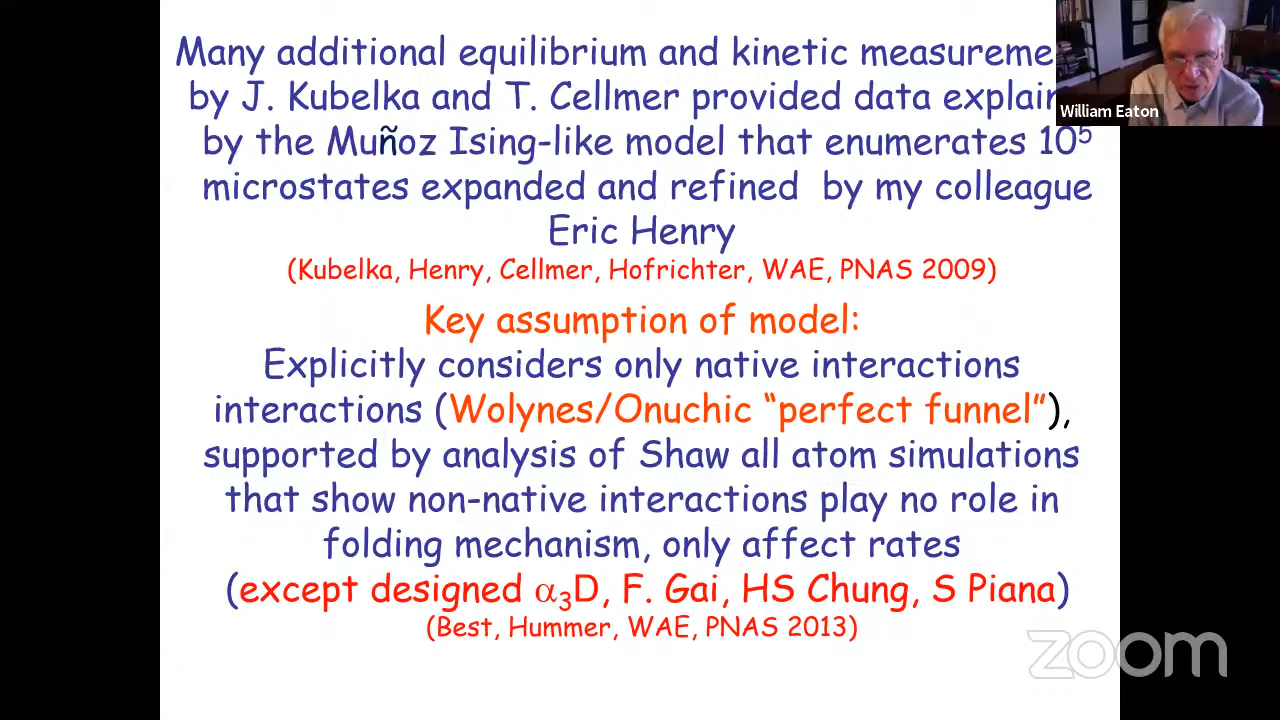 Many additional equilibrium and kinetic
by J. Kubelka and T. Cellmer provided data
William Eaton
by the Muñoz Ising-like model that enumerates 10⁵
microstates expanded and refined by my colleague
Eric Henry
(Kubelka, Henry, Cellmer, Hofrichter, WAE, PNAS 2009)
Key assumption of model:
Explicitly considers only native interactions
interactions (Wolynes/Onuchic “perfect funnel”),
supported by analysis of Shaw all atom simulations
that show non-native interactions play no role in
folding mechanism, only affect rates
(except designed α₃D, F. Gai, HS Chung, S Piana)
(Best, Hummer, WAE, PNAS 2013)
zoom